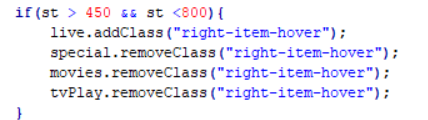 if(st > 450 && st <800){
    live.addClass("right-item-hover");
    special.removeClass("right-item-hover");
    movies.removeClass("right-item-hover");
    tvPlay.removeClass("right-item-hover");
}